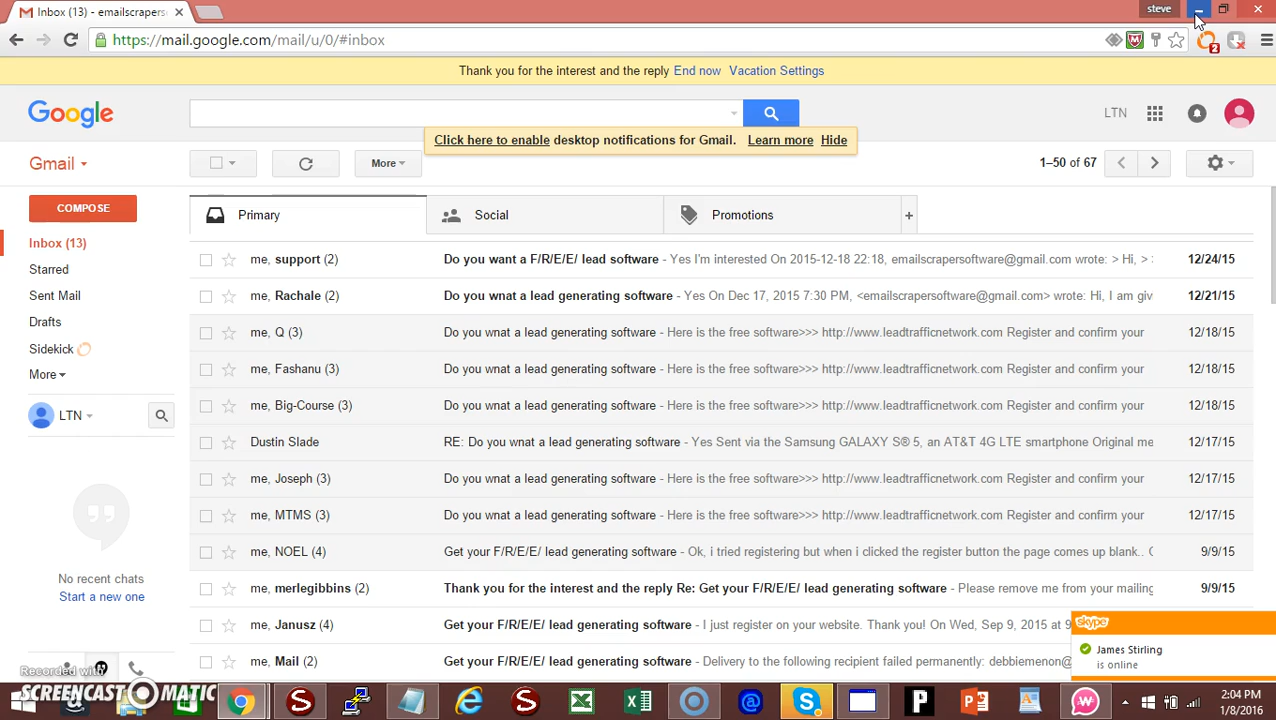 Inbox (13) - emailscrapers
steve
https://mail.google.com/mail/u/0/#inbox
2
Thank you for the interest and the reply End now Vacation Settings
Google
LTN
Click here to enable desktop notifications for Gmail. Learn more Hide
Gmail
More
1–50 of 67
COMPOSE
Primary
Social
Promotions
+
Inbox (13)
Starred
Sent Mail
Drafts
Sidekick
More
LTN
No recent chats
Start a new one
me, support (2) Do you want a F/R/E/E/ lead software - Yes I'm interested On 2015-12-18 22:18, emailscrapersoftware@gmail.com wrote: > Hi, > 12/24/15
me, Rachale (2) Do you wnat a lead generating software - Yes On Dec 17, 2015 7:30 PM, <emailscrapersoftware@gmail.com> wrote: Hi, I am giv 12/21/15
me, Q (3) Do you wnat a lead generating software - Here is the free software>>> http://www.leadtrafficnetwork.com Register and confirm your 12/18/15
me, Fashanu (3) Do you wnat a lead generating software - Here is the free software>>> http://www.leadtrafficnetwork.com Register and confirm your 12/18/15
me, Big-Course (3) Do you wnat a lead generating software - Here is the free software>>> http://www.leadtrafficnetwork.com Register and confirm your 12/18/15
Dustin Slade RE: Do you wnat a lead generating software - Yes Sent via the Samsung GALAXY S® 5, an AT&T 4G LTE smartphone Original me 12/17/15
me, Joseph (3) Do you wnat a lead generating software - Here is the free software>>> http://www.leadtrafficnetwork.com Register and confirm your 12/17/15
me, MTMS (3) Do you wnat a lead generating software - Here is the free software>>> http://www.leadtrafficnetwork.com Register and confirm your 12/17/15
me, NOEL (4) Get your F/R/E/E/ lead generating software - Ok, i tried registering but when i clicked the register button the page comes up blank.. 9/9/15
me, merlegibbins (2) Thank you for the interest and the reply Re: Get your F/R/E/E/ lead generating software - Please remove me from your mailing 9/9/15
me, Janusz (4) Get your F/R/E/E/ lead generating software - I just register on your website. Thank you! On Wed, Sep 9, 2015 at 9
me, Mail (2) Get your F/R/E/E/ lead generating software - Delivery to the following recipient failed permanently: debbiemenon@
skype
James Stirling
is online
Recorded with
SCREENCAST-O-MATIC
2:04 PM
1/8/2016